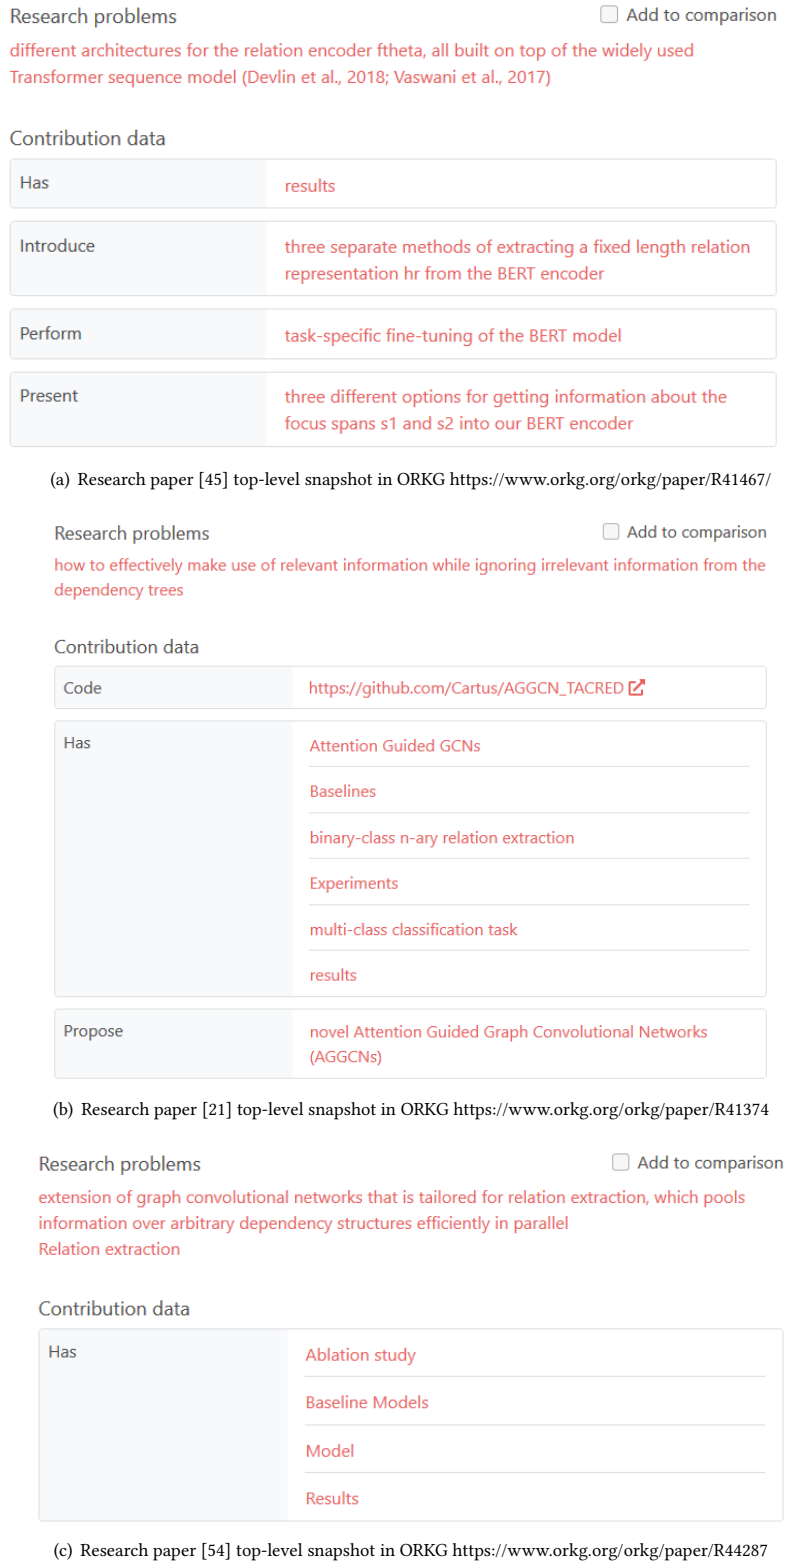 Research problems
Add to comparison
different architectures for the relation encoder ftheta, all built on top of the widely used
Transformer sequence model (Devlin et al., 2018; Vaswani et al., 2017)
Contribution data
Has
results
Introduce
three separate methods of extracting a fixed length relation
representation hr from the BERT encoder
Perform
task-specific fine-tuning of the BERT model
Present
three different options for getting information about the
focus spans s1 and s2 into our BERT encoder
(a) Research paper [45] top-level snapshot in ORKG https://www.orkg.org/orkg/paper/R41467/
Research problems
Add to comparison
how to effectively make use of relevant information while ignoring irrelevant information from the
dependency trees
Contribution data
Code
https://github.com/Cartus/AGGCN_TACRED
Has
Attention Guided GCNs
Baselines
binary-class n-ary relation extraction
Experiments
multi-class classification task
results
Propose
novel Attention Guided Graph Convolutional Networks
(AGGCNs)
(b) Research paper [21] top-level snapshot in ORKG https://www.orkg.org/orkg/paper/R41374
Research problems
Add to comparison
extension of graph convolutional networks that is tailored for relation extraction, which pools
information over arbitrary dependency structures efficiently in parallel
Relation extraction
Contribution data
Has
Ablation study
Baseline Models
Model
Results
(c) Research paper [54] top-level snapshot in ORKG https://www.orkg.org/orkg/paper/R44287